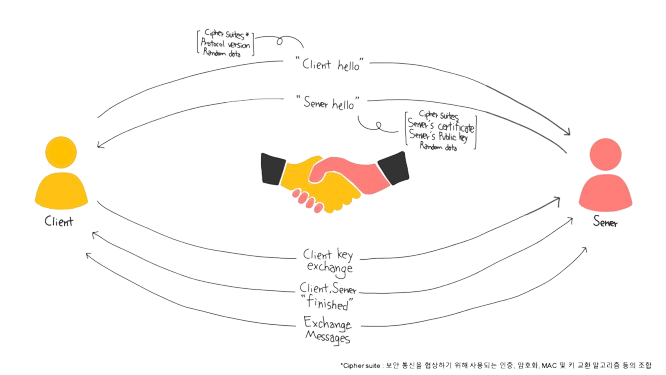 Cipher suites*
Protocol version
Random data
"Client hello"
"Server hello"
Cipher suites
Server's certificate
Server's Public key
Random data
Client
Server
Client key
exchange
Client, Server
"finished"
Exchange
Messages
*Cipher suite : 보안 통신을 협상하기 위해 사용되는 인증, 암호화, MAC 및 키 교환 알고리즘 등의 조합